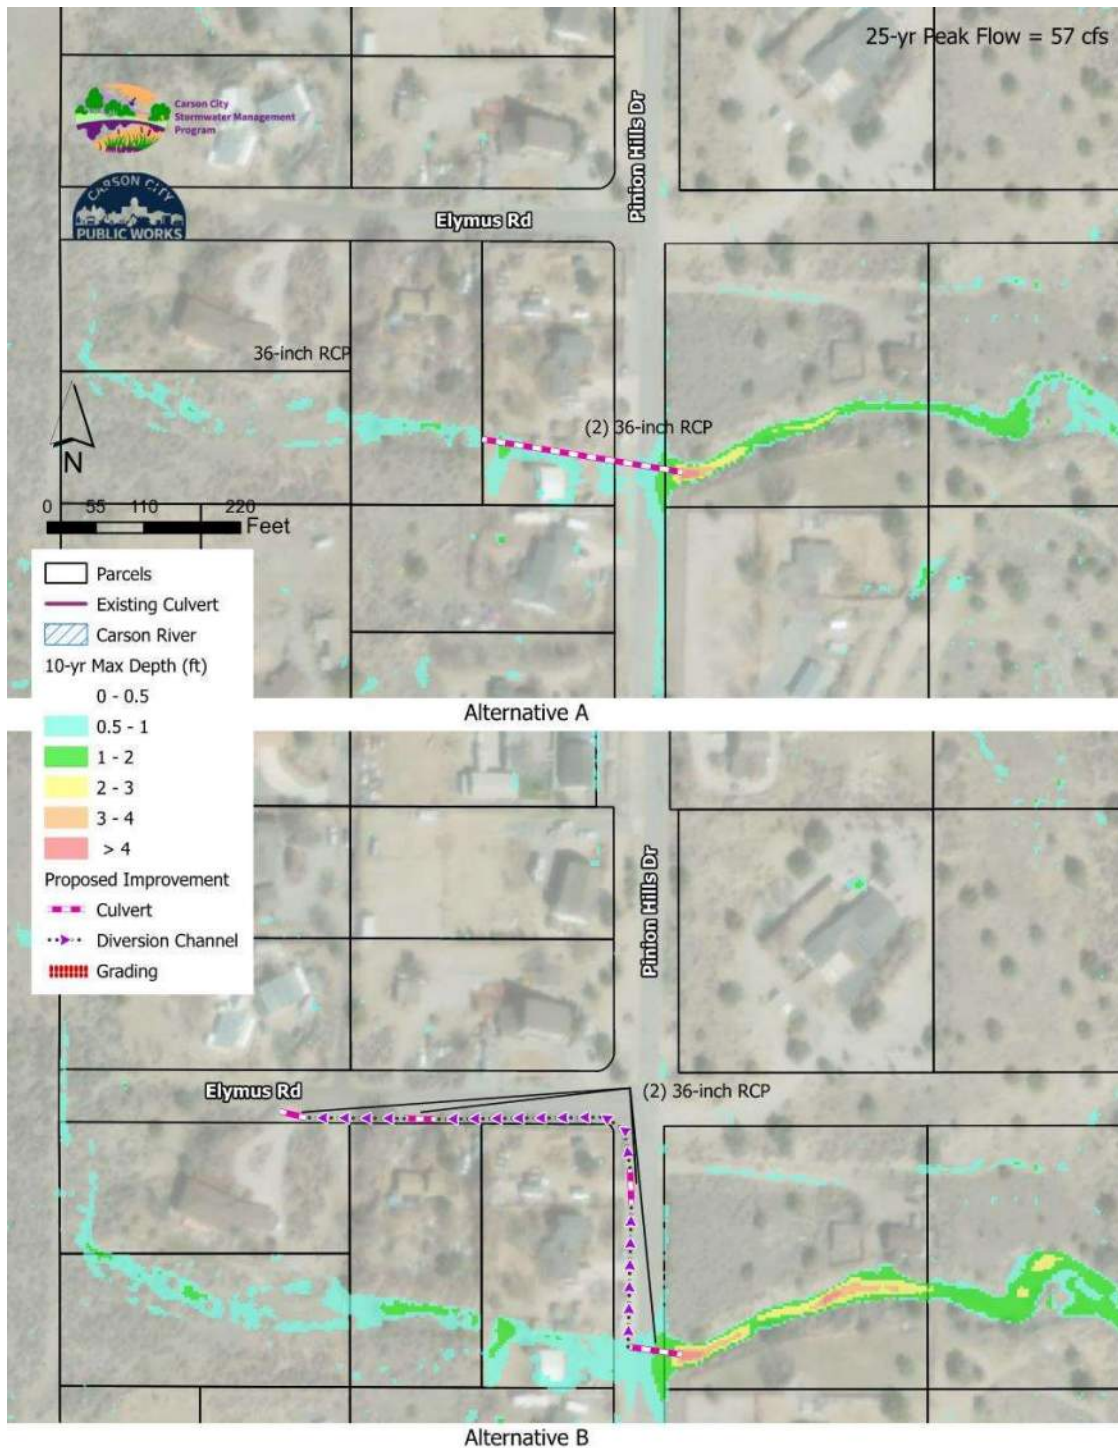 25-yr Peak Flow = 57 cfs
Carson City
Stormwater Management
Program
CARSON CITY
PUBLIC WORKS
Pinion Hills Dr
Elymus Rd
36-inch RCP
(2) 36-inch RCP
N
0 55 110 220
Feet
Parcels
Existing Culvert
Carson River
10-yr Max Depth (ft)
0 - 0.5
0.5 - 1
1 - 2
2 - 3
3 - 4
> 4
Proposed Improvement
Culvert
Diversion Channel
Grading
Alternative A
Pinion Hills Dr
Elymus Rd
(2) 36-inch RCP
Alternative B